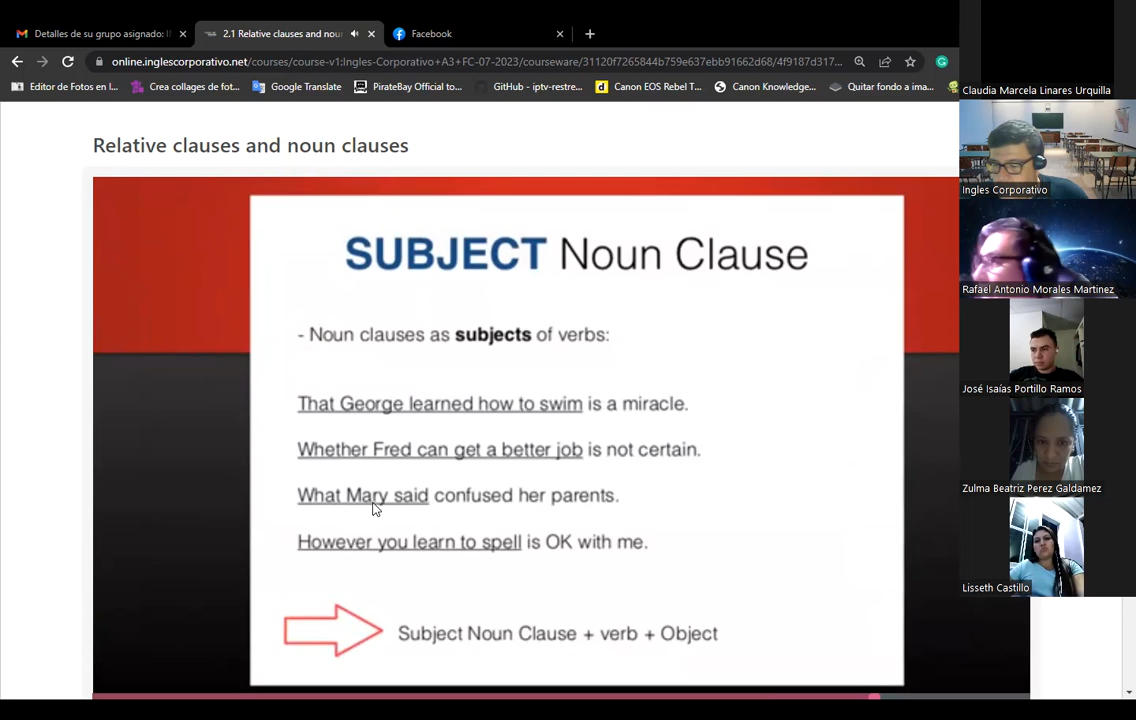 Detalles de su grupo asignado: I
2.1 Relative clauses and nou
Facebook
online.inglescorporativo.net/courses/course-v1:Ingles-Corporativo+A3+FC-07-2023/courseware/31120f7265844b759e637ebb91662d68/4f9187d317...
Editor de Fotos en l...
Crea collages de fot...
Google Translate
PirateBay Official to...
GitHub - iptv-restre...
Canon EOS Rebel T...
Canon Knowledge...
Quitar fondo a ima...
Relative clauses and noun clauses
SUBJECT Noun Clause
- Noun clauses as subjects of verbs:
That George learned how to swim is a miracle.
Whether Fred can get a better job is not certain.
What Mary said confused her parents.
However you learn to spell is OK with me.
Subject Noun Clause + verb + Object
Claudia Marcela Linares Urquilla
Ingles Corporativo
Rafael Antonio Morales Martinez
José Isaías Portillo Ramos
Zulma Beatriz Perez Galdamez
Lisseth Castillo